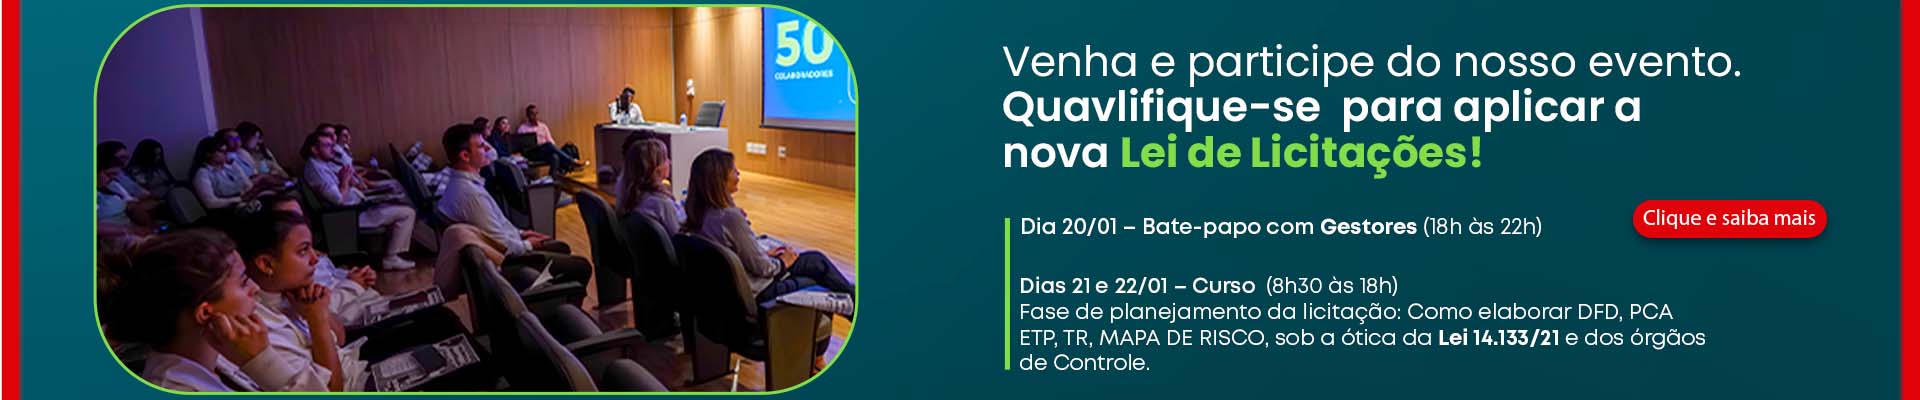 50
COLABORADORES
Venha e participe do nosso evento.
Quavlifique-se para aplicar a
nova Lei de Licitações!
Dia 20/01 – Bate-papo com Gestores (18h às 22h)
Clique e saiba mais
Dias 21 e 22/01 – Curso (8h30 às 18h)
Fase de planejamento da licitação: Como elaborar DFD, PCA
ETP, TR, MAPA DE RISCO, sob a ótica da Lei 14.133/21 e dos órgãos
de Controle.